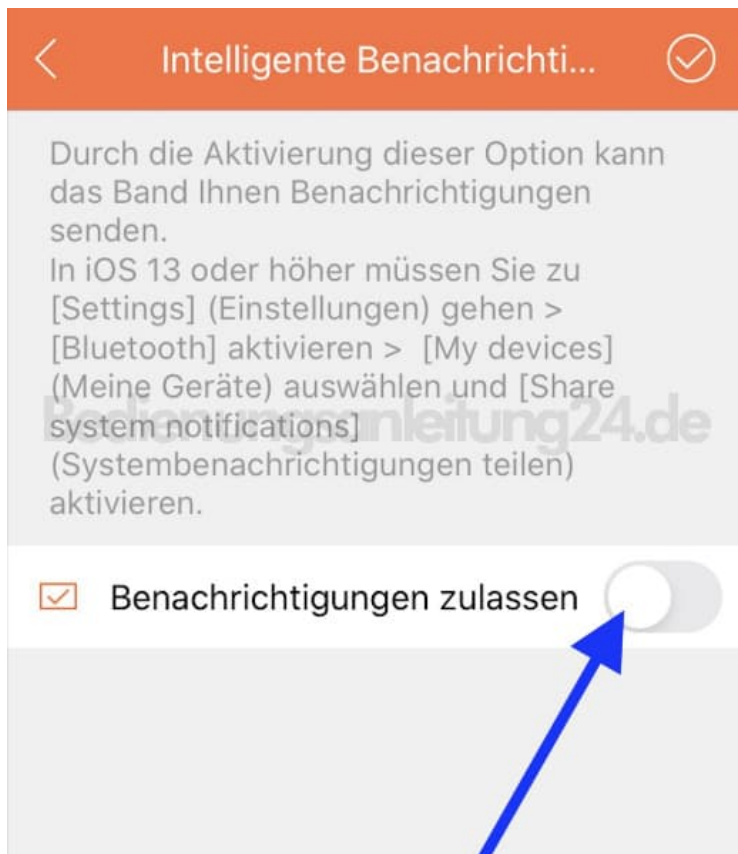 Intelligente Benachrichti...
Durch die Aktivierung dieser Option kann
das Band Ihnen Benachrichtigungen
senden.
In iOS 13 oder höher müssen Sie zu
[Settings] (Einstellungen) gehen >
[Bluetooth] aktivieren > [My devices]
(Meine Geräte) auswählen und [Share
system notifications]
Bedienungsanleitung24.de
(Systembenachrichtigungen teilen)
aktivieren.
Benachrichtigungen zulassen